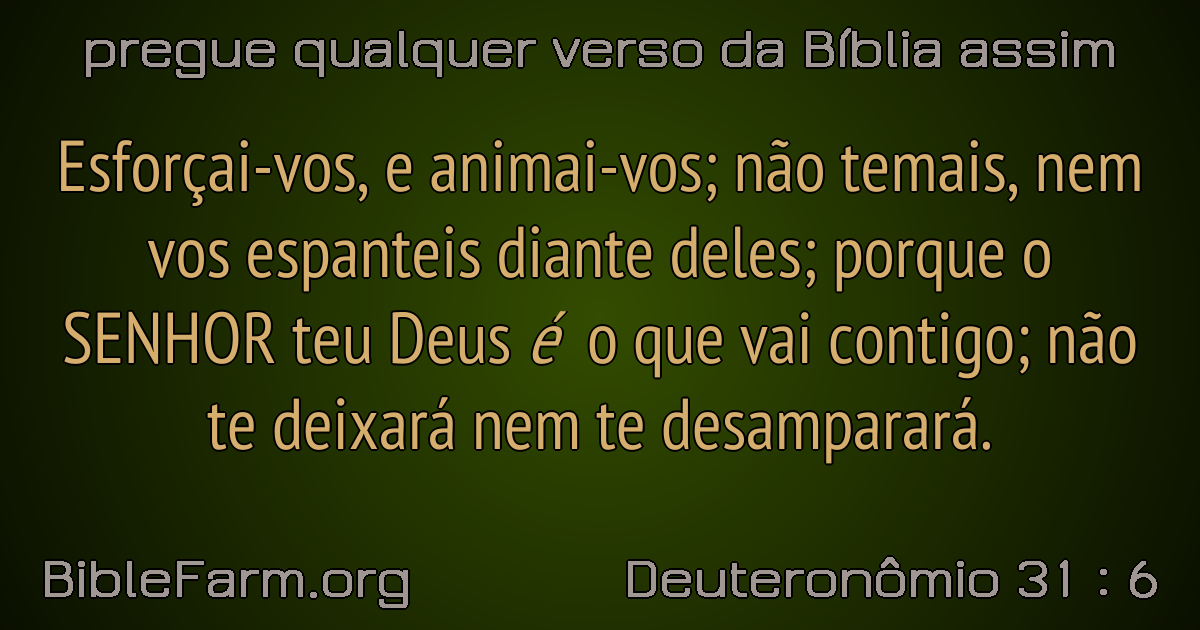 pregue qualquer verso da Bíblia assim
Esforçai-vos, e animai-vos; não temais, nem
vos espanteis diante deles; porque o
SENHOR teu Deus é o que vai contigo; não
te deixará nem te desamparará.
BibleFarm.org
Deuteronômio 31 : 6